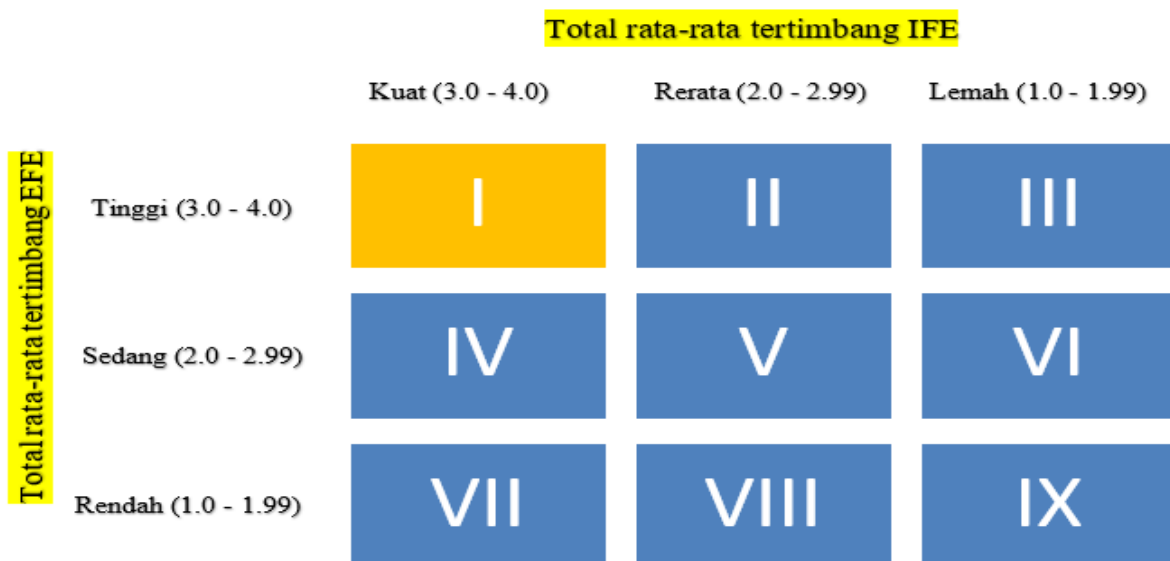 Total rata-rata tertimbang IFE
Kuat (3.0 - 4.0) Rerata (2.0 - 2.99) Lemah (1.0 - 1.99)
Total rata-rata tertimbang EFE
Tinggi (3.0 - 4.0) I II III
Sedang (2.0 - 2.99) IV V VI
Rendah (1.0 - 1.99) VII VIII IX